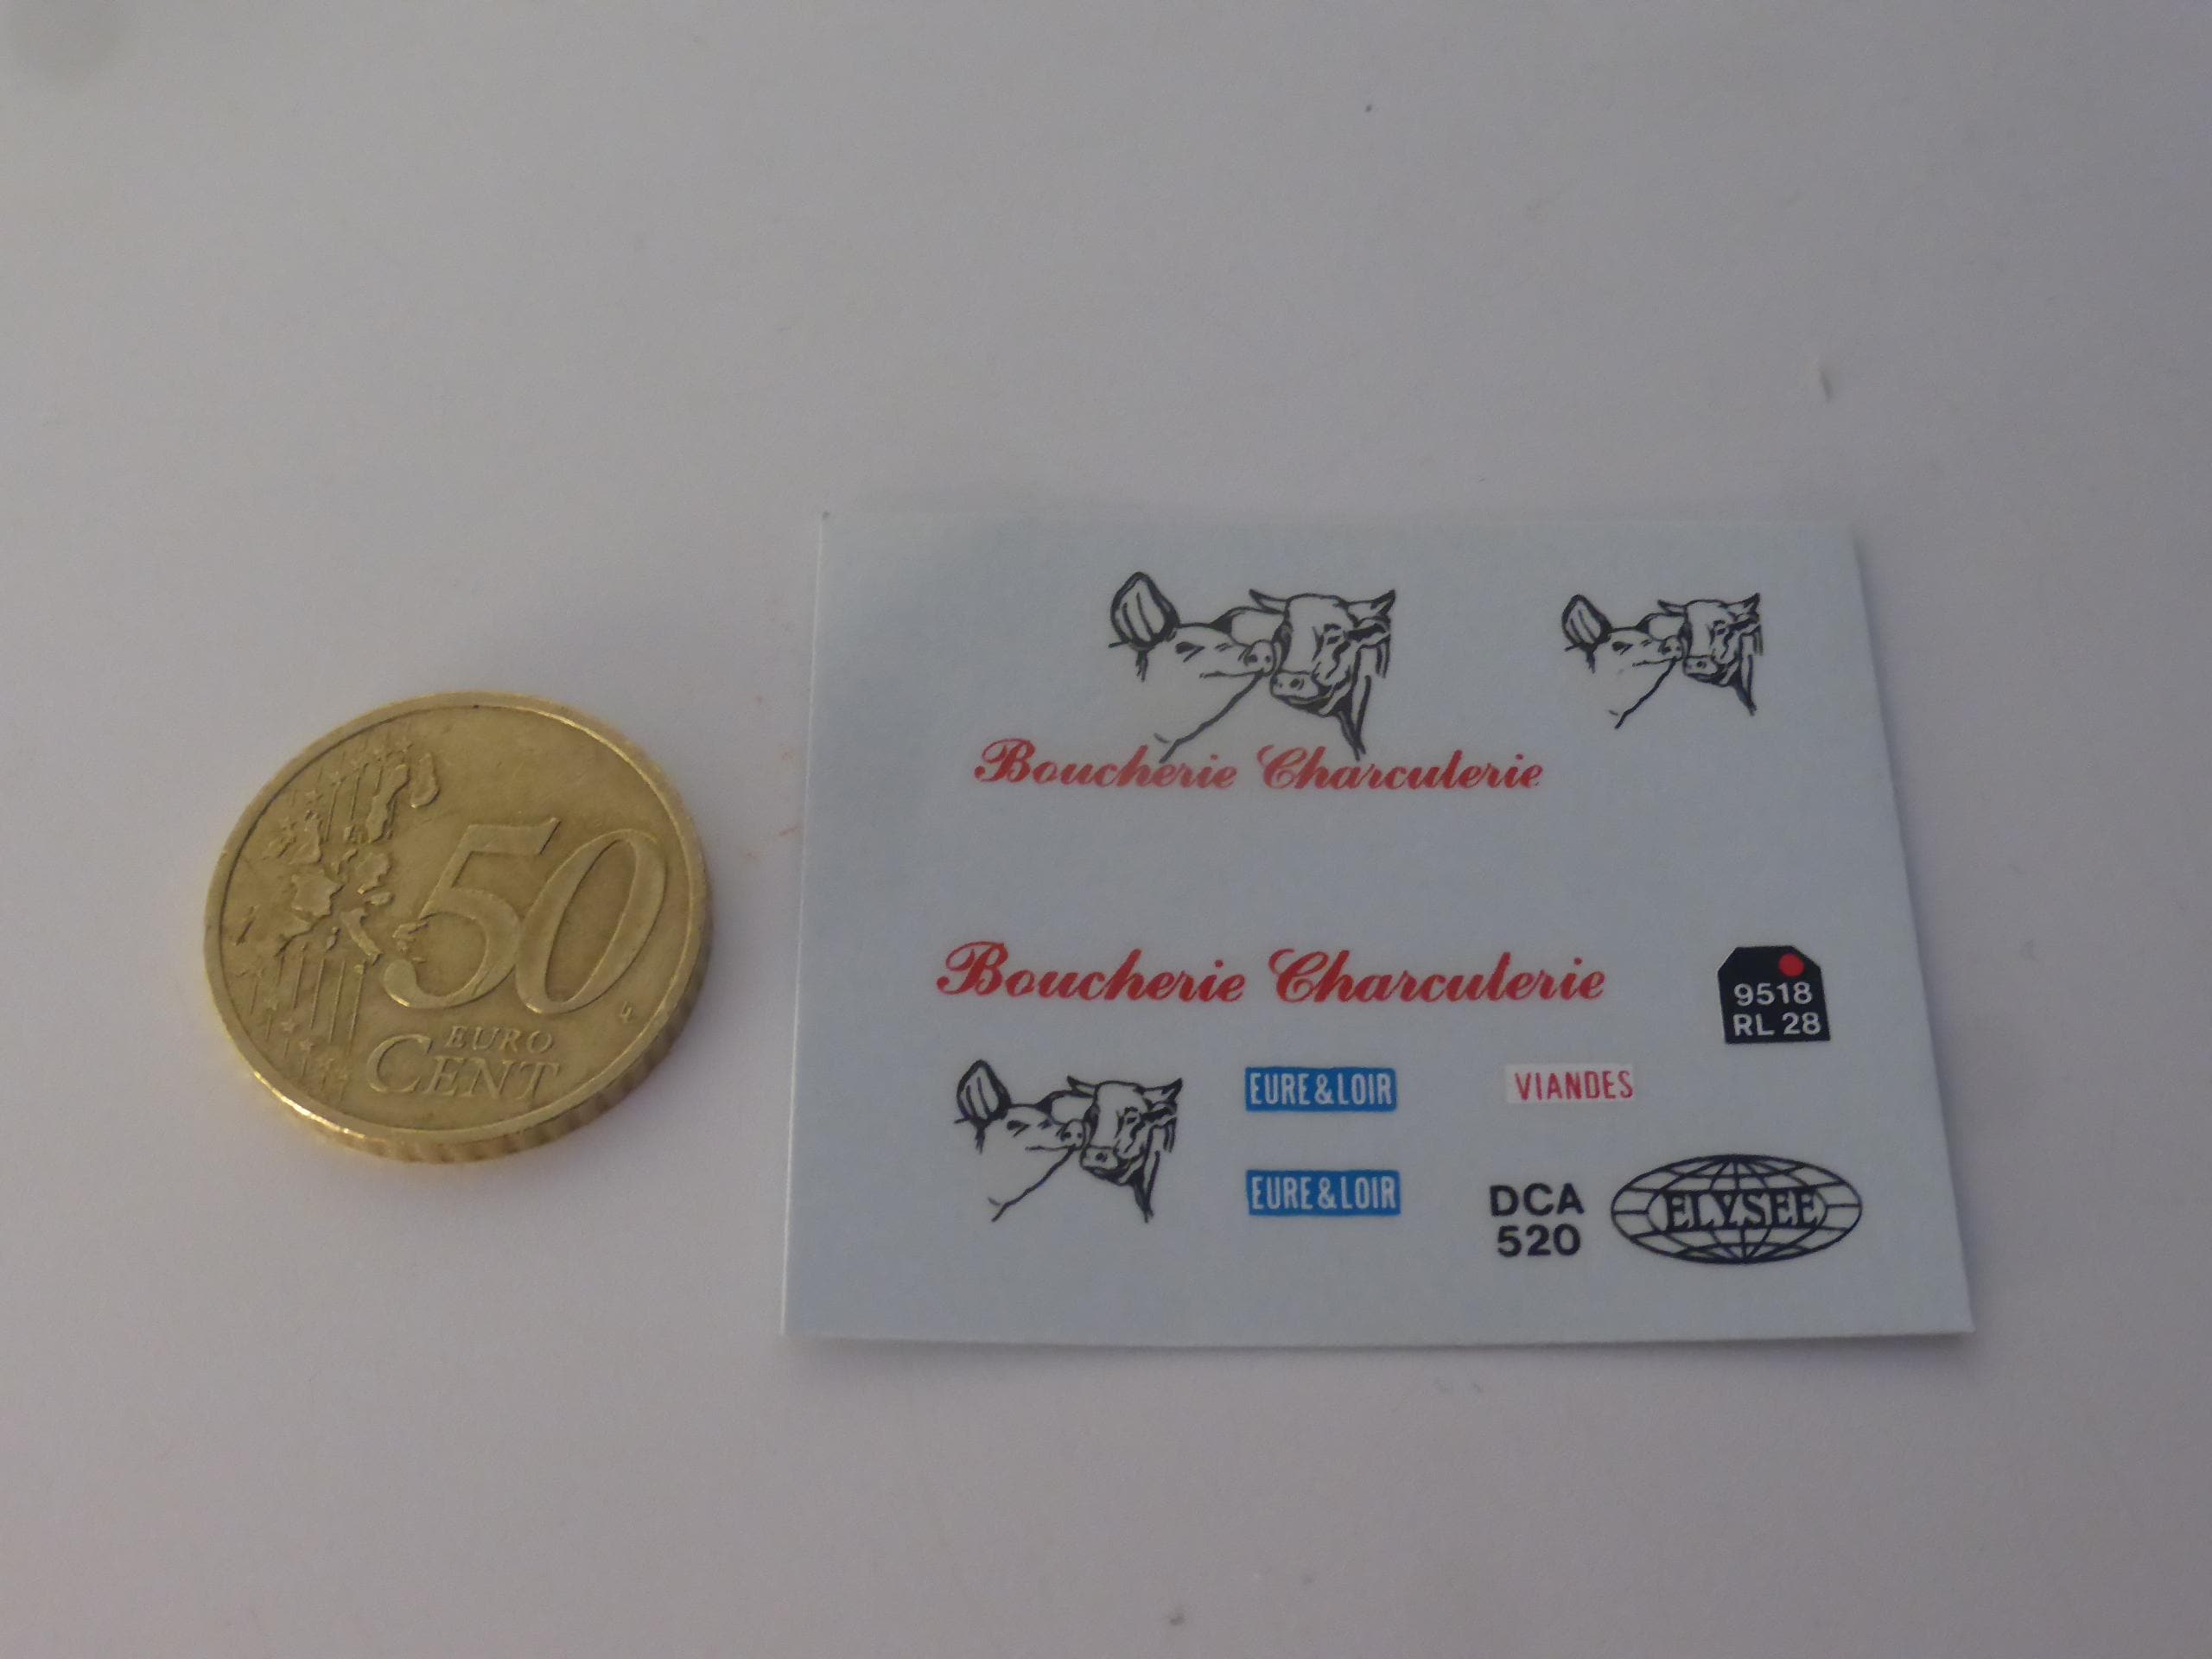 50
EURO
CENT
Boucherie Charcuterie
Boucherie Charcuterie
9518
RL 28
EURE & LOIR
VIANDES
EURE & LOIR
DCA
520
ELYSEE